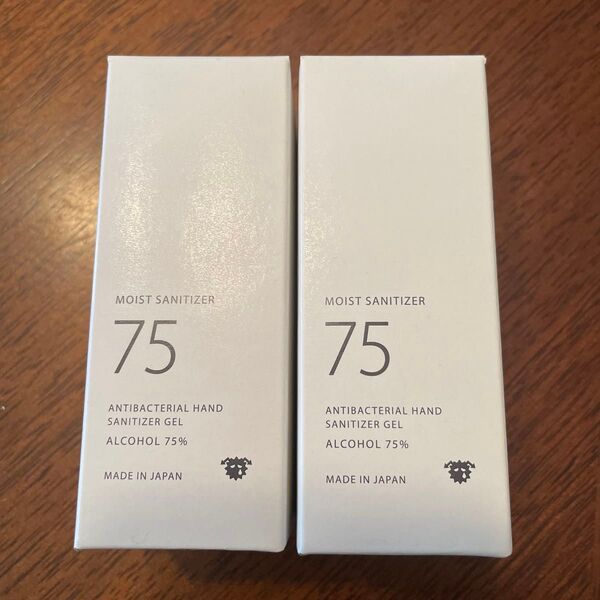 MOIST SANITIZER
75
ANTIBACTERIAL HAND
SANITIZER GEL
ALCOHOL 75%
MADE IN JAPAN
MOIST SANITIZER
75
ANTIBACTERIAL HAND
SANITIZER GEL
ALCOHOL 75%
MADE IN JAPAN